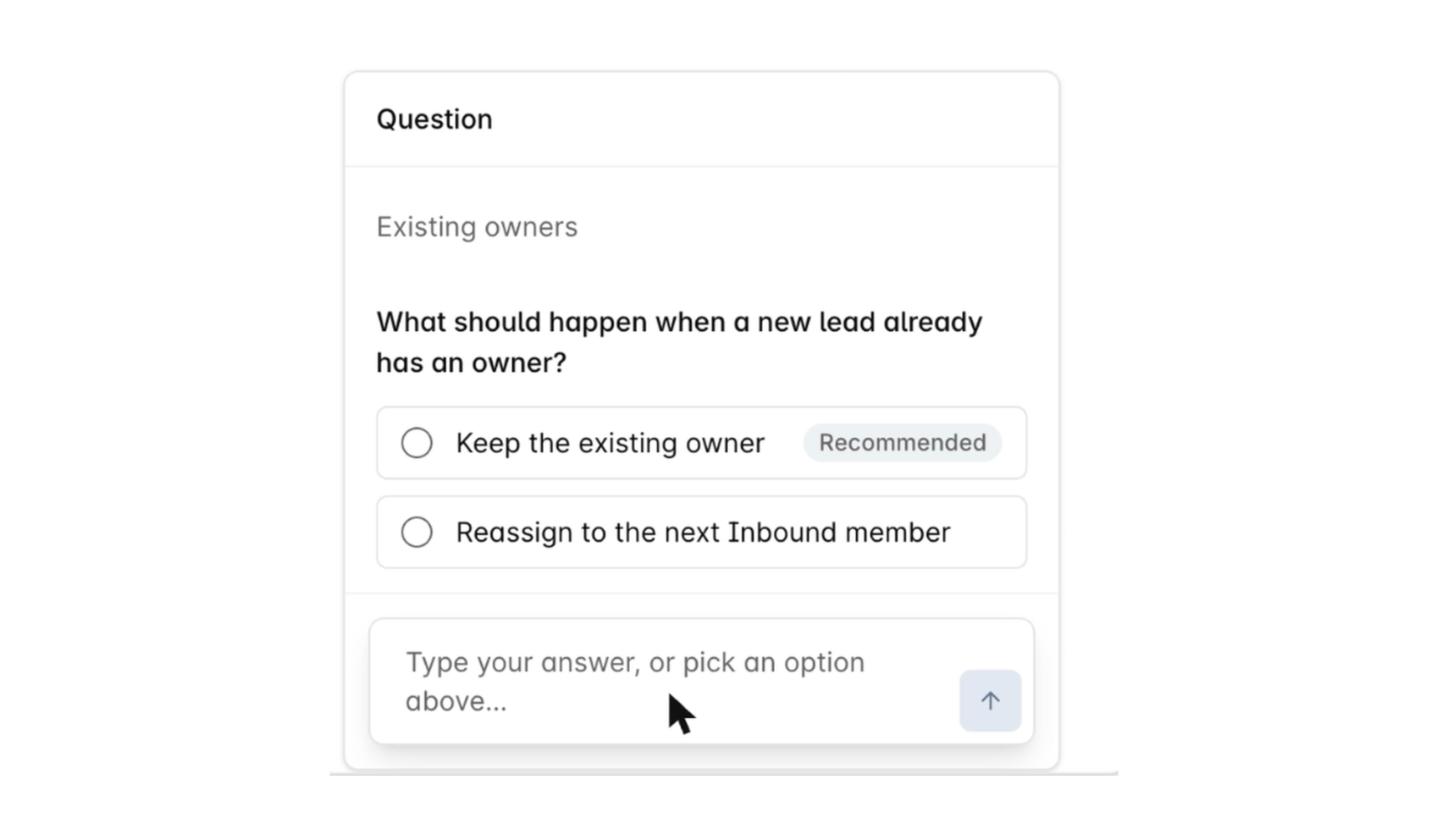 Question
Existing owners
What should happen when a new lead already
has an owner?
Keep the existing owner Recommended
Reassign to the next Inbound member
Type your answer, or pick an option
above...